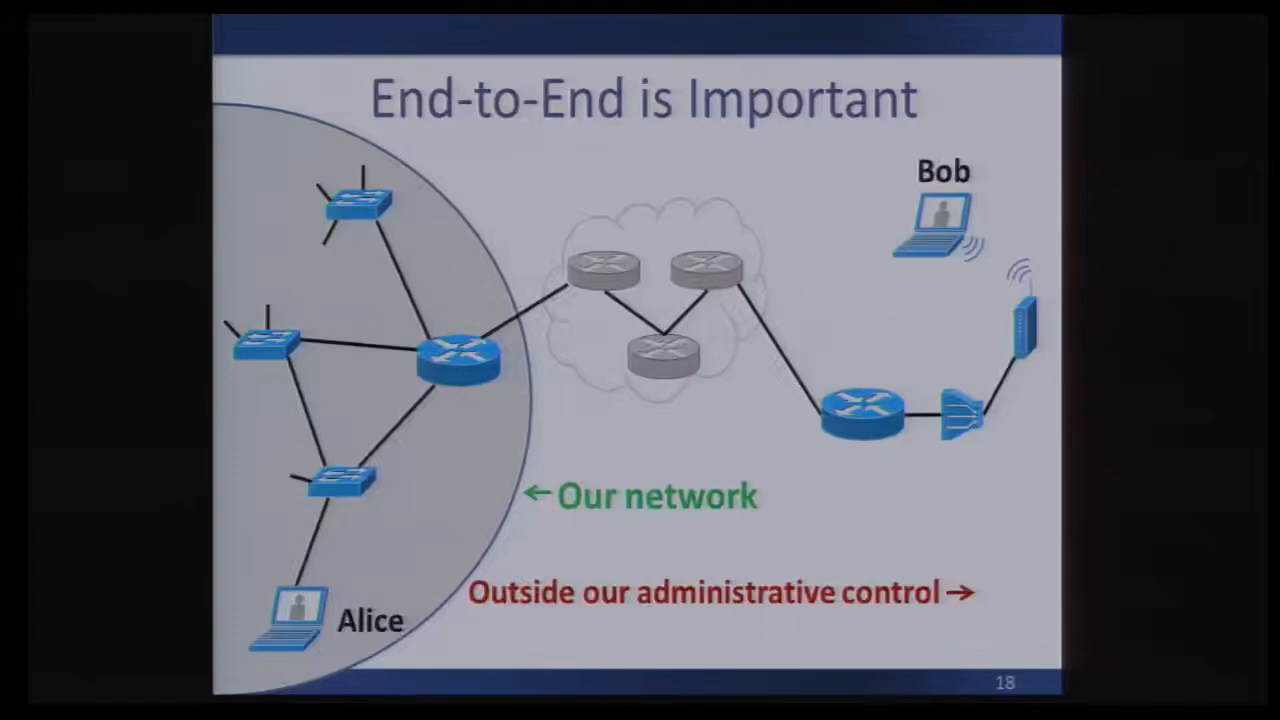 End-to-End is Important
Bob
← Our network
Outside our administrative control →
Alice
18